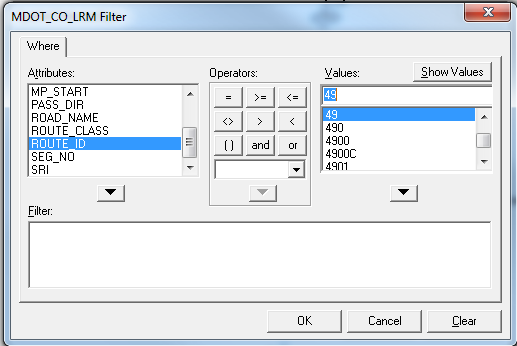 MDOT_CO_LRM Filter
Where
Attributes:
Operators:
Values:
Show Values
MP_START
PASS_DIR
ROAD_NAME
ROUTE_CLASS
ROUTE_ID
SEG_NO
SRI
= >= <=
<> > <
( ) and or
49
49
490
4900
4900C
4901
Filter:
OK
Cancel
Clear